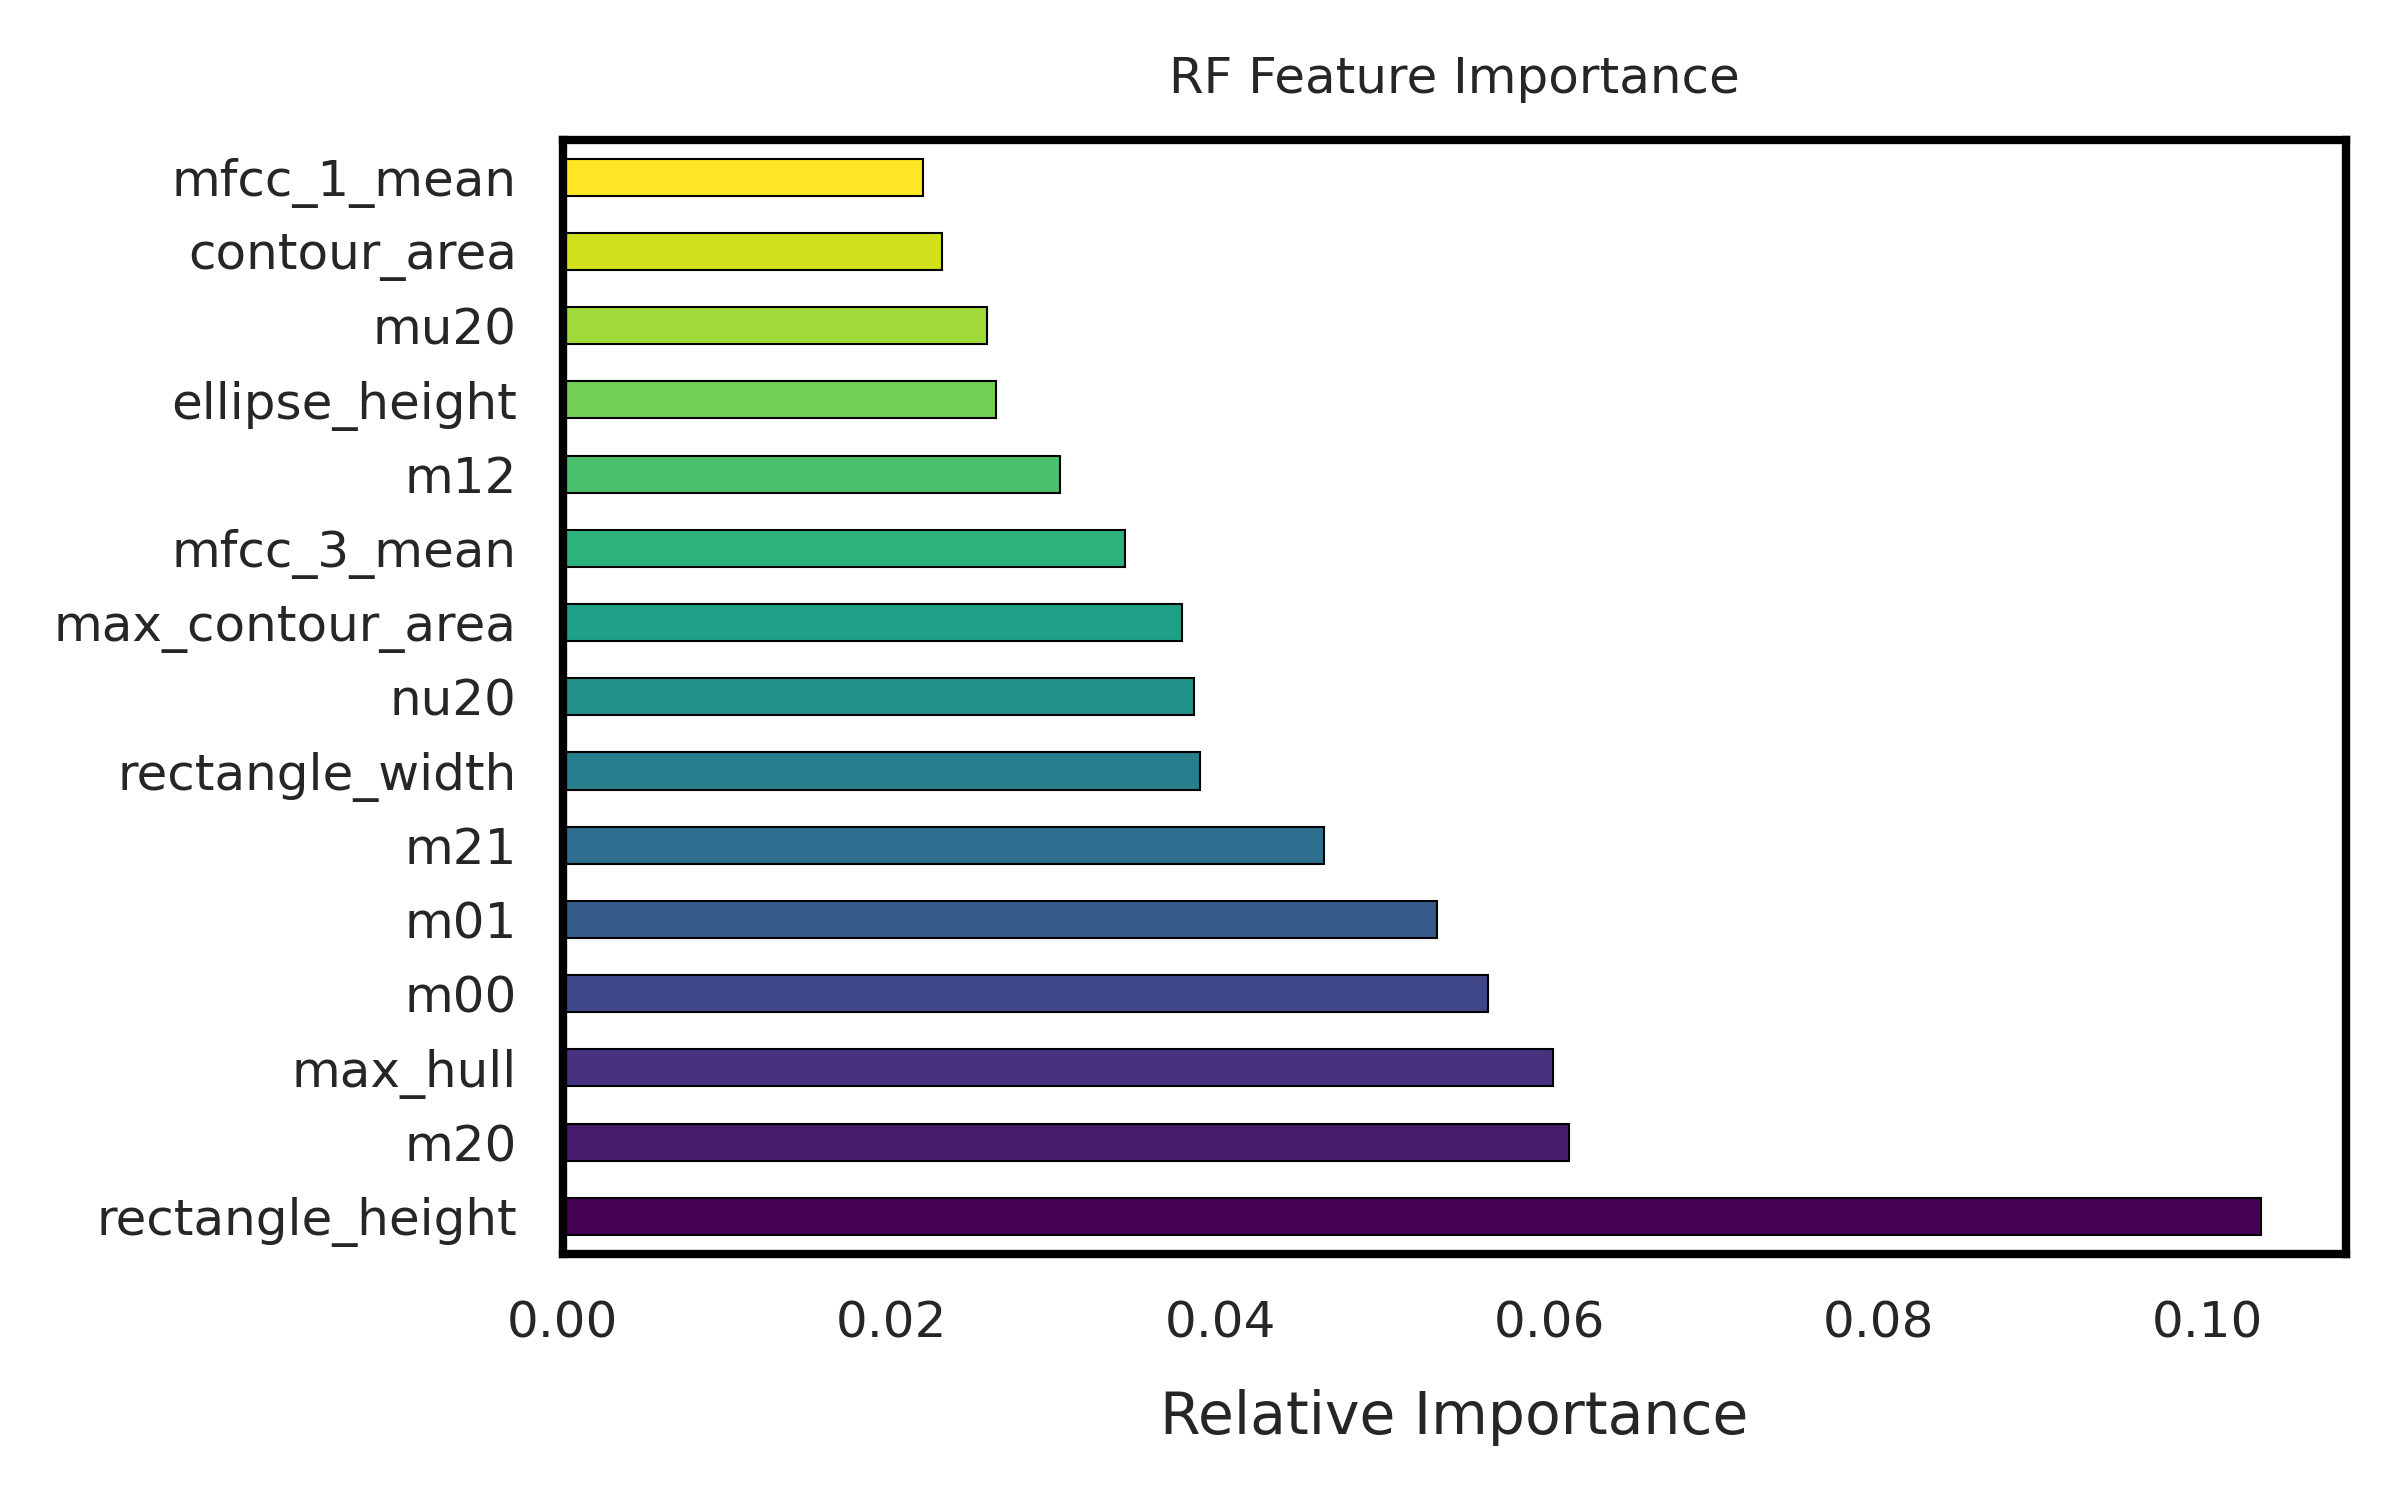 RF Feature Importance
mfcc_1_mean
contour_area
mu20
ellipse_height
m12
mfcc_3_mean
max_contour_area
nu20
rectangle_width
m21
m01
m00
max_hull
m20
rectangle_height
0.00 0.02 0.04 0.06 0.08 0.10
Relative Importance